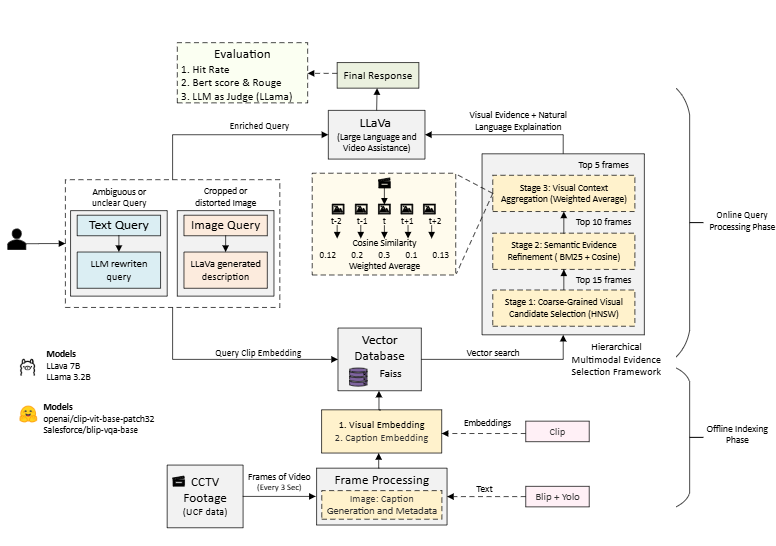 Evaluation
1. Hit Rate
2. Bert score & Rouge
3. LLM as Judge (LLama)
Final Response
LLaVa
(Large Language and
Video Assistance)
Enriched Query
Visual Evidence + Natural
Language Explaination
Top 5 frames
Stage 3: Visual Context
Aggregation (Weighted Average)
Top 10 frames
Stage 2: Semantic Evidence
Refinement ( BM25 + Cosine)
Top 15 frames
Stage 1: Coarse-Grained Visual
Candidate Selection (HNSW)
Hierarchical
Multimodal Evidence
Selection Framework
Online Query
Processing Phase
t-2 t-1 t t+1 t+2
Cosine Similarity
0.12 0.2 0.3 0.1 0.13
Weighted Average
Ambiguous or
unclear Query
Text Query
LLM rewriten
query
Cropped or
distorted Image
Image Query
LLaVa generated
description
Query Clip Embedding
Vector
Database
Faiss
Vector search
Models
LLava 7B
LLama 3.2B
Models
openai/clip-vit-base-patch32
Salesforce/blip-vqa-base
1. Visual Embedding
2. Caption Embedding
Embeddings
Clip
Offline Indexing
Phase
CCTV
Footage
(UCF data)
Frames of Video
(Every 3 Sec)
Frame Processing
Image: Caption
Generation and Metadata
Text
Blip + Yolo